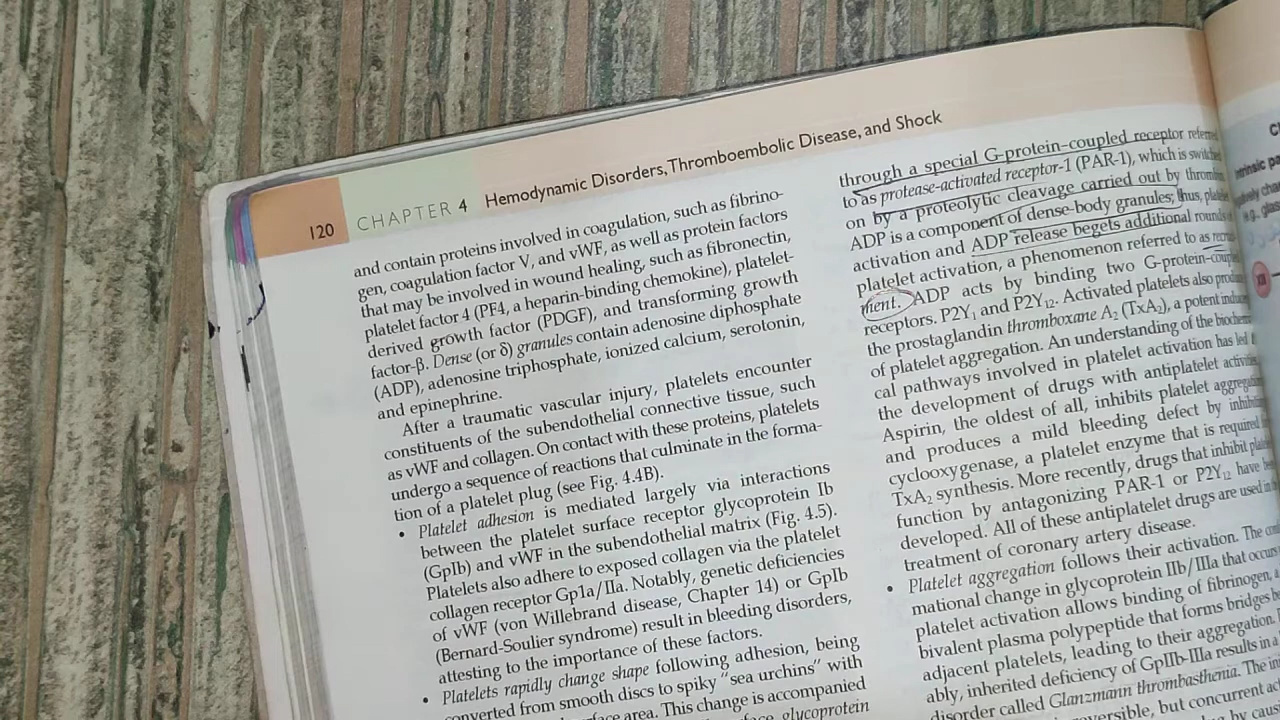 120 CHAPTER 4 Hemodynamic Disorders, Thromboembolic Disease, and Shock
and contain proteins involved in coagulation, such as fibrino-
gen, coagulation factor V, and vWF, as well as protein factors
that may be involved in wound healing, such as fibronectin,
platelet factor 4 (PF4, a heparin-binding chemokine), platelet-
derived growth factor (PDGF), and transforming growth
factor-β. Dense (or δ) granules contain adenosine diphosphate
(ADP), adenosine triphosphate, ionized calcium, serotonin,
and epinephrine.
After a traumatic vascular injury, platelets encounter
constituents of the subendothelial connective tissue, such
as vWF and collagen. On contact with these proteins, platelets
undergo a sequence of reactions that culminate in the forma-
tion of a platelet plug (see Fig. 4.4B).
• Platelet adhesion is mediated largely via interactions
between the platelet surface receptor glycoprotein Ib
(GpIb) and vWF in the subendothelial matrix (Fig. 4.5).
Platelets also adhere to exposed collagen via the platelet
collagen receptor Gp1a/IIa. Notably, genetic deficiencies
of vWF (von Willebrand disease, Chapter 14) or GpIb
(Bernard-Soulier syndrome) result in bleeding disorders,
attesting to the importance of these factors.
• Platelets rapidly change shape following adhesion, being
converted from smooth discs to spiky "sea urchins" with
area. This change is accompanied
glycoprotein
through a special G-protein-coupled receptor
to as protease-activated receptor-1 (PAR-1), which is
on by a proteolytic cleavage carried out by
ADP is a component of dense-body granules; thus,
activation and ADP release begets additional rounds
platelet activation, a phenomenon referred to as
ment. ADP acts by binding two
receptors. P2Y1 and P2Y12. Activated platelets also
the prostaglandin thromboxane A2 (TxA2), a potent
of platelet aggregation. An understanding of the
cal pathways involved in platelet activation has led
the development of drugs with antiplatelet
Aspirin, the oldest of all, inhibits platelet
and produces a mild bleeding defect by
cyclooxygenase, a platelet enzyme that is required
TxA2 synthesis. More recently, drugs that inhibit
function by antagonizing PAR-1 or P2Y12 have
developed. All of these antiplatelet drugs are used
treatment of coronary artery disease.
• Platelet aggregation follows their activation. The
mational change in glycoprotein IIb/IIIa that
platelet activation allows binding of fibrinogen,
bivalent plasma polypeptide that forms bridges
adjacent platelets, leading to their aggregation.
ably, inherited deficiency of GpIIb-IIIa results in a
disorder called Glanzmann thrombasthenia. The
but concurrent